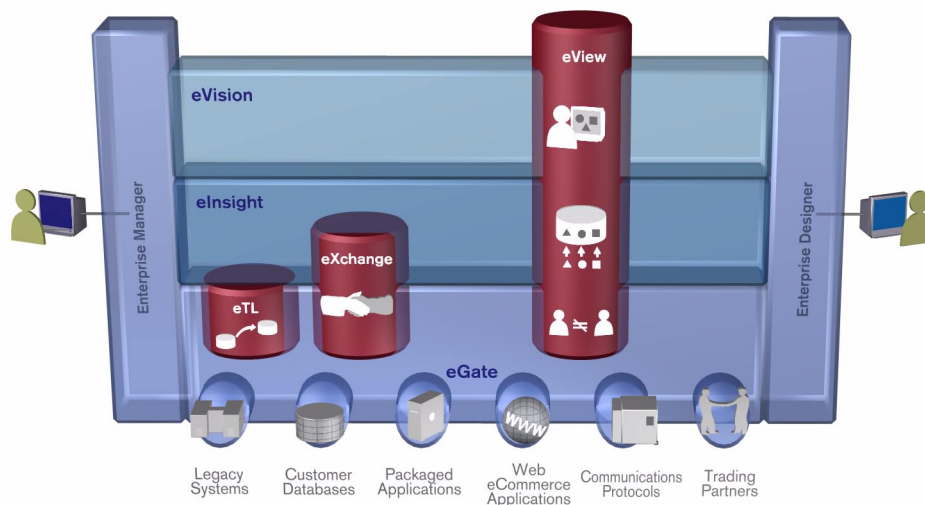 eView
eVision
eInsight
eXchange
eTL
eGate
Enterprise Manager
Enterprise Designer
WWW
Legacy
Systems
Customer
Databases
Packaged
Applications
Web
eCommerce
Applications
Communications
Protocols
Trading
Partners